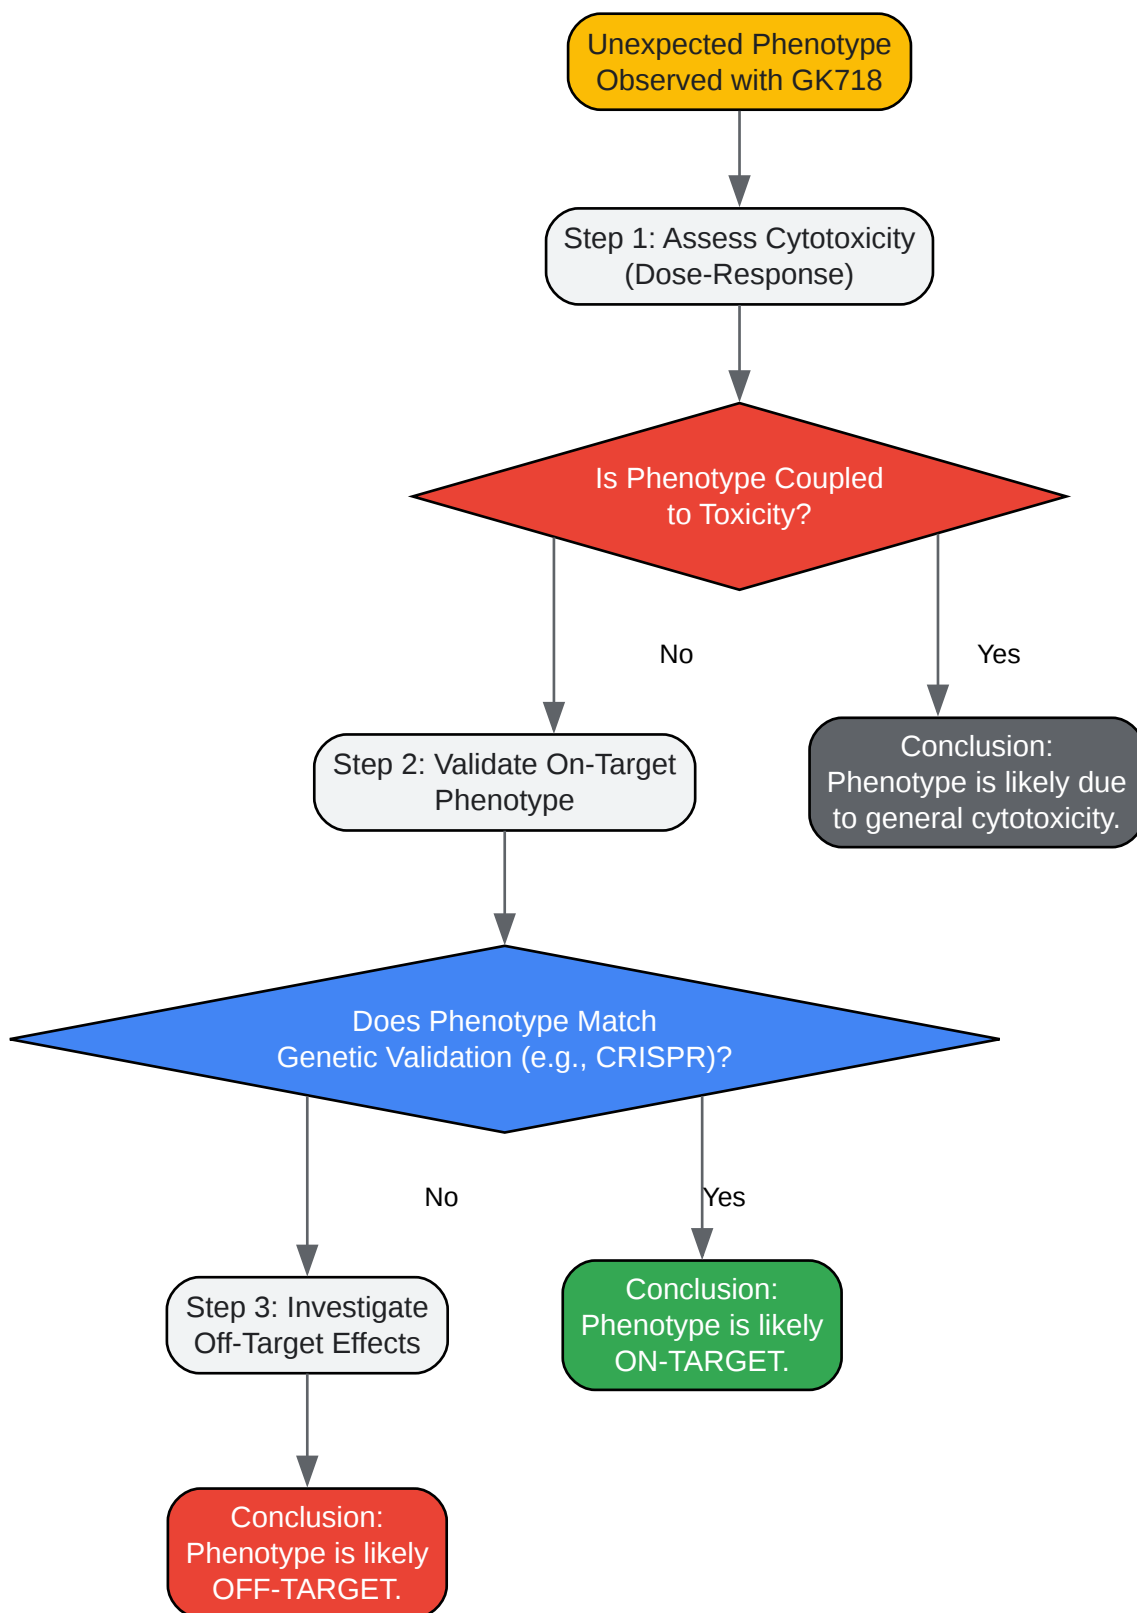 Unexpected Phenotype
Observed with GK718
Step 1: Assess Cytotoxicity
(Dose-Response)
Is Phenotype Coupled
to Toxicity?
No
Yes
Step 2: Validate On-Target
Phenotype
Conclusion:
Phenotype is likely due
to general cytotoxicity.
Does Phenotype Match
Genetic Validation (e.g., CRISPR)?
No
Yes
Step 3: Investigate
Off-Target Effects
Conclusion:
Phenotype is likely
ON-TARGET.
Conclusion:
Phenotype is likely
OFF-TARGET.